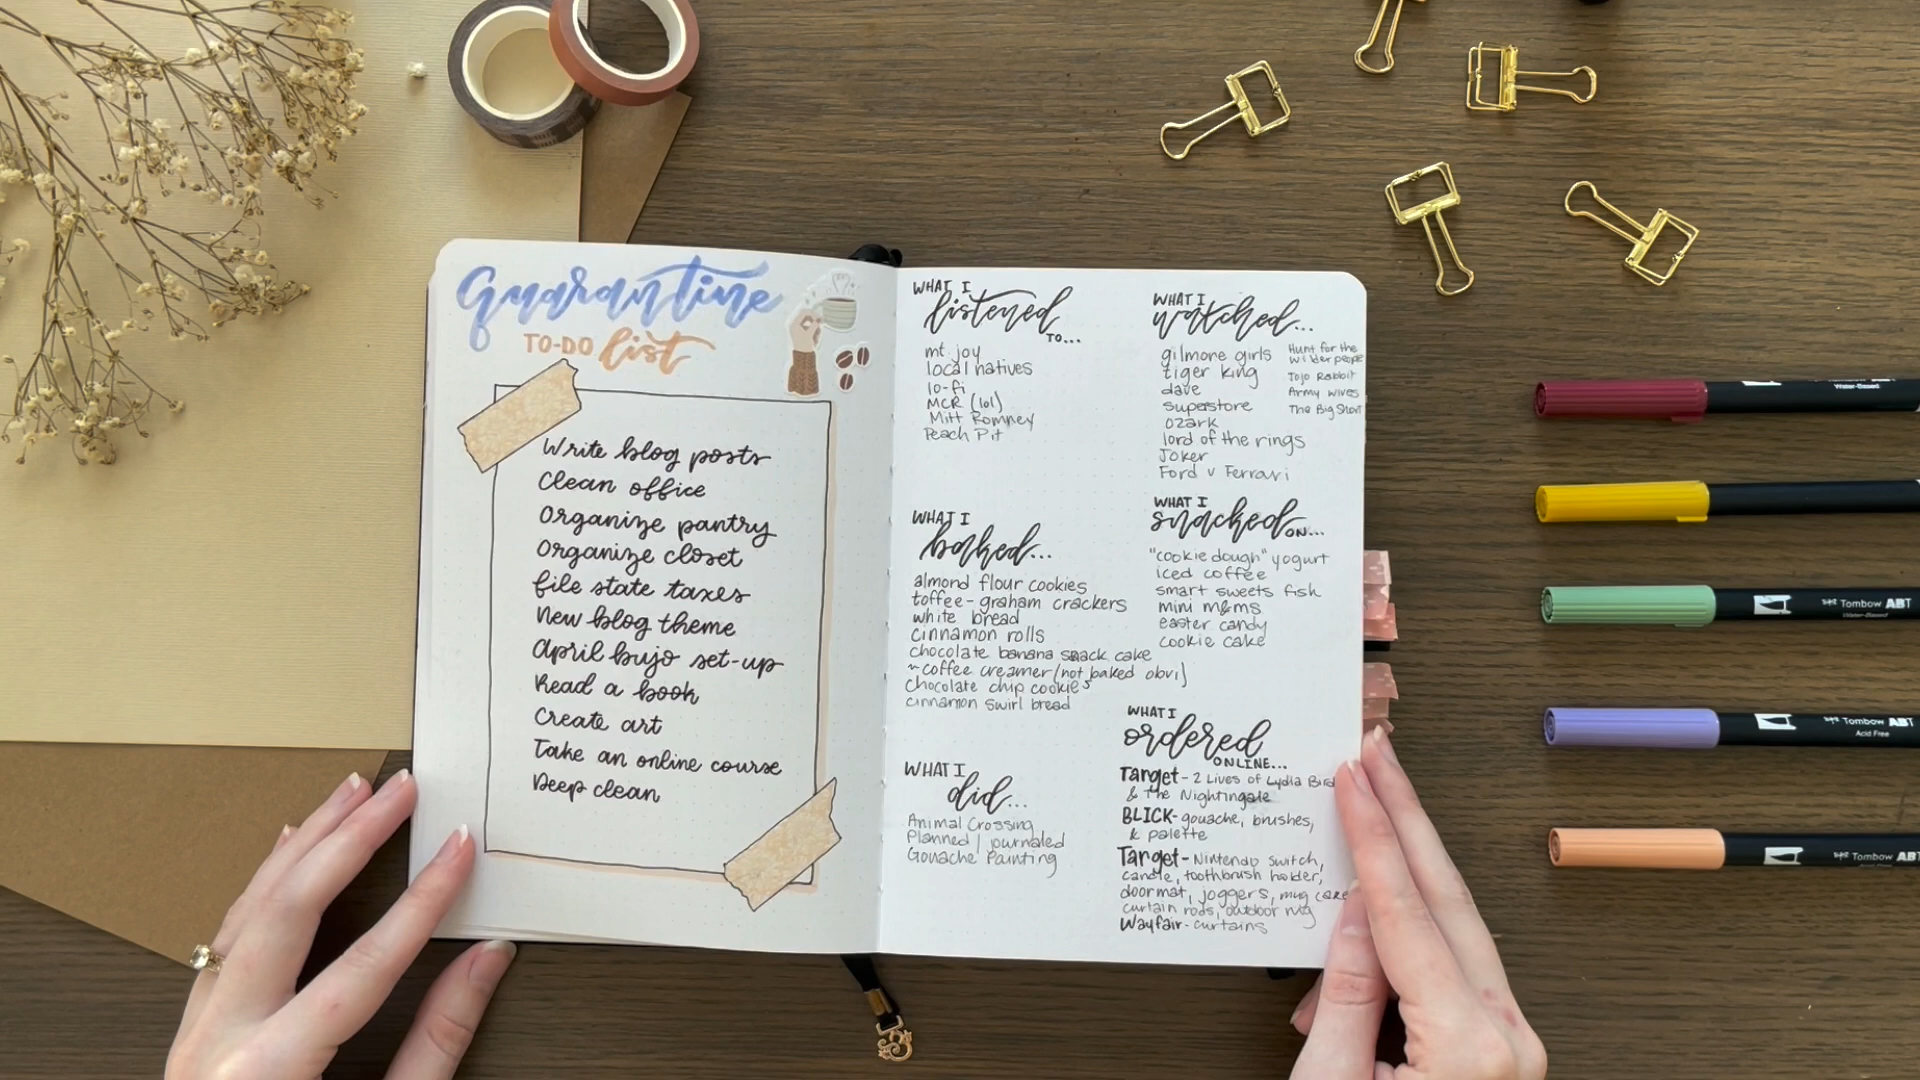 quarantine
TO-DO list
Write blog posts
Clean office
Organize pantry
Organize closet
file state taxes
New blog theme
April bujo set-up
Read a book
Create art
Take an online course
Deep clean
WHAT I
listened
TO...
mt. joy
local natives
lo-fi
MCR (lol)
Mitt Romney
Peach Pit
WHAT I
watched...
gilmore girls
tiger king
dave
superstore
ozark
lord of the rings
Joker
Ford v Ferrari
Hunt for the
wilderpeople
Jojo Rabbit
Army Wives
The Big Short
WHAT I
baked...
almond flour cookies
toffee-graham crackers
white bread
cinnamon rolls
chocolate banana snack cake
~coffee creamer (not baked obvi)
Chocolate chip cookies
cinnamon swirl bread
WHAT I
snacked
ON...
"cookie dough" yogurt
iced coffee
smart sweets fish
mini m&ms
easter candy
cookie cake
WHAT I
did...
Animal Crossing
Planned / journaled
Gouache Painting
WHAT I
ordered
ONLINE...
Target - 2 Lives of Lydia Bird
& The Nightingale
BLICK - gouache, brushes,
& palette
Target - Nintendo Switch,
candle, toothbrush holder,
doormat, joggers, mug
curtain rods, outdoor rug
Wayfair - curtains
Water-Based
Tombow ABT
Water-Based
Tombow ABT
Acid Free
Tombow ABT